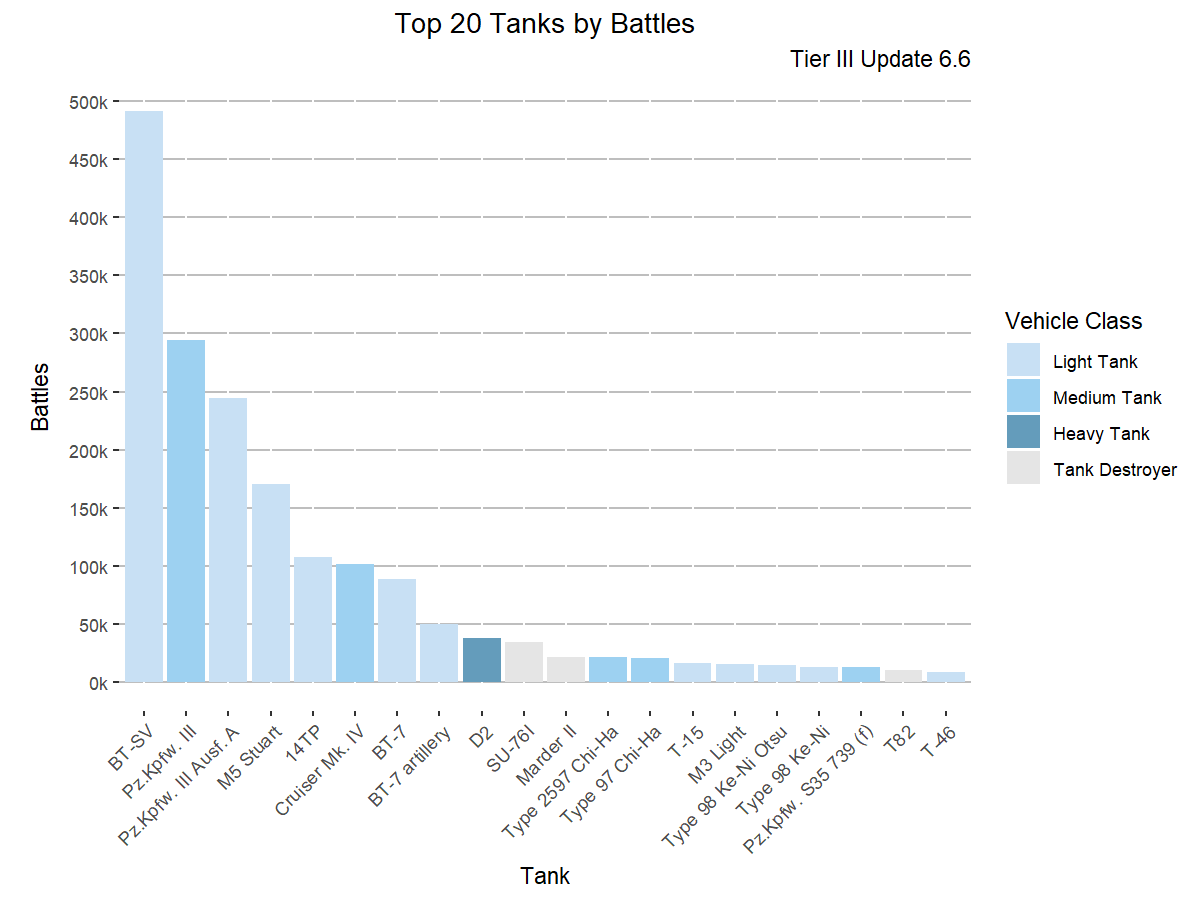 Top 20 Tanks by Battles
Tier III Update 6.6
500k
450k
400k
350k
300k
250k
200k
150k
100k
50k
0k
Battles
BT-SV
Pz.Kpfw. III
Pz.Kpfw. III Ausf. A
M5 Stuart
14TP
Cruiser Mk. IV
BT-7
BT-7 artillery
D2
SU-76I
Marder II
Type 2597 Chi-Ha
Type 97 Chi-Ha
T-15
M3 Light
Type 98 Ke-Ni Otsu
Type 98 Ke-Ni
Pz.Kpfw. S35 739 (f)
T82
T-46
Tank
Vehicle Class
Light Tank
Medium Tank
Heavy Tank
Tank Destroyer